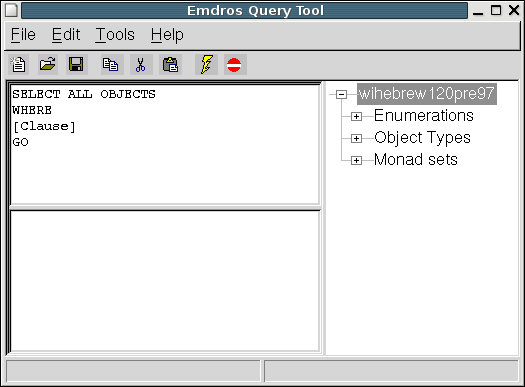 Emdros Query Tool
File Edit Tools Help
SELECT ALL OBJECTS
WHERE
[Clause]
GO
wihebrew120pre97
Enumerations
Object Types
Monad sets